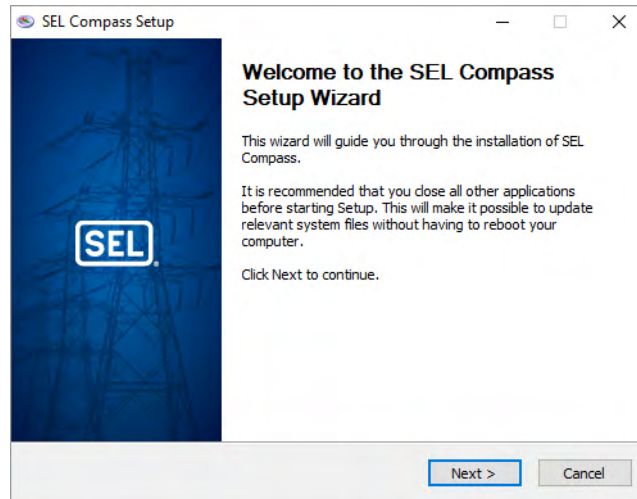 SEL Compass Setup
Welcome to the SEL Compass
Setup Wizard
This wizard will guide you through the installation of SEL
Compass.
It is recommended that you close all other applications
before starting Setup. This will make it possible to update
relevant system files without having to reboot your
computer.
SEL
Click Next to continue.
Next >
Cancel